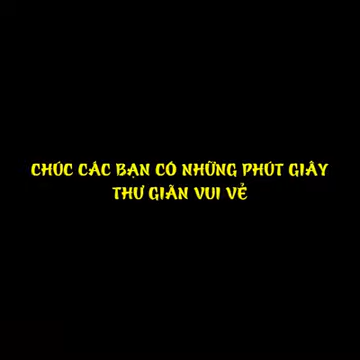 CHÚC CÁC BẠN CÓ NHỮNG PHÚT GIÂY
THƯ GIÃN VUI VẺ